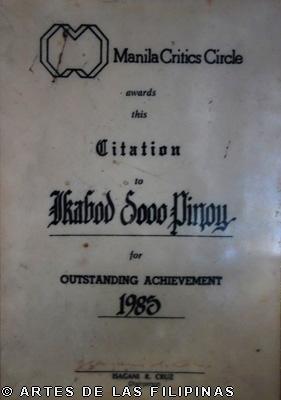 Manila Critics Circle
awards
this
Citation
to
Ikabod Sooo Pinoy
for
OUTSTANDING ACHIEVEMENT
1985
ISAGANI R. CRUZ
© ARTES DE LAS FILIPINAS